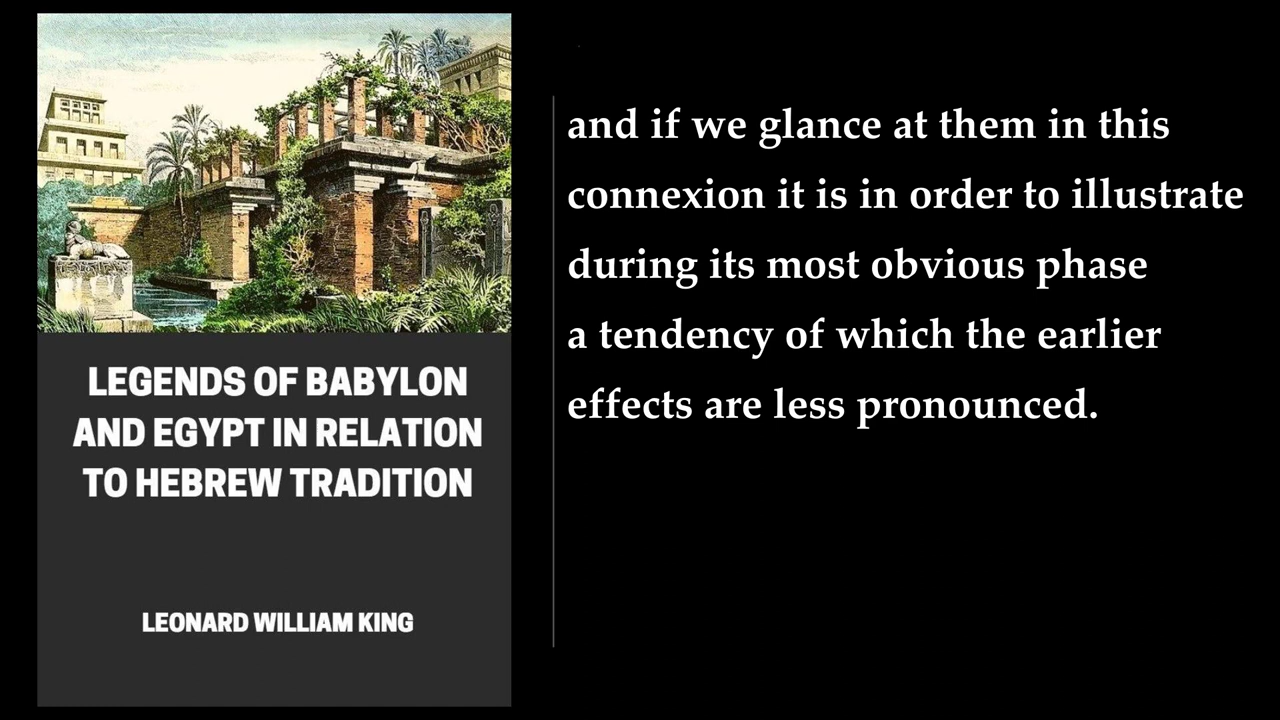 LEGENDS OF BABYLON
AND EGYPT IN RELATION
TO HEBREW TRADITION
LEONARD WILLIAM KING
and if we glance at them in this
connexion it is in order to illustrate
during its most obvious phase
a tendency of which the earlier
effects are less pronounced.